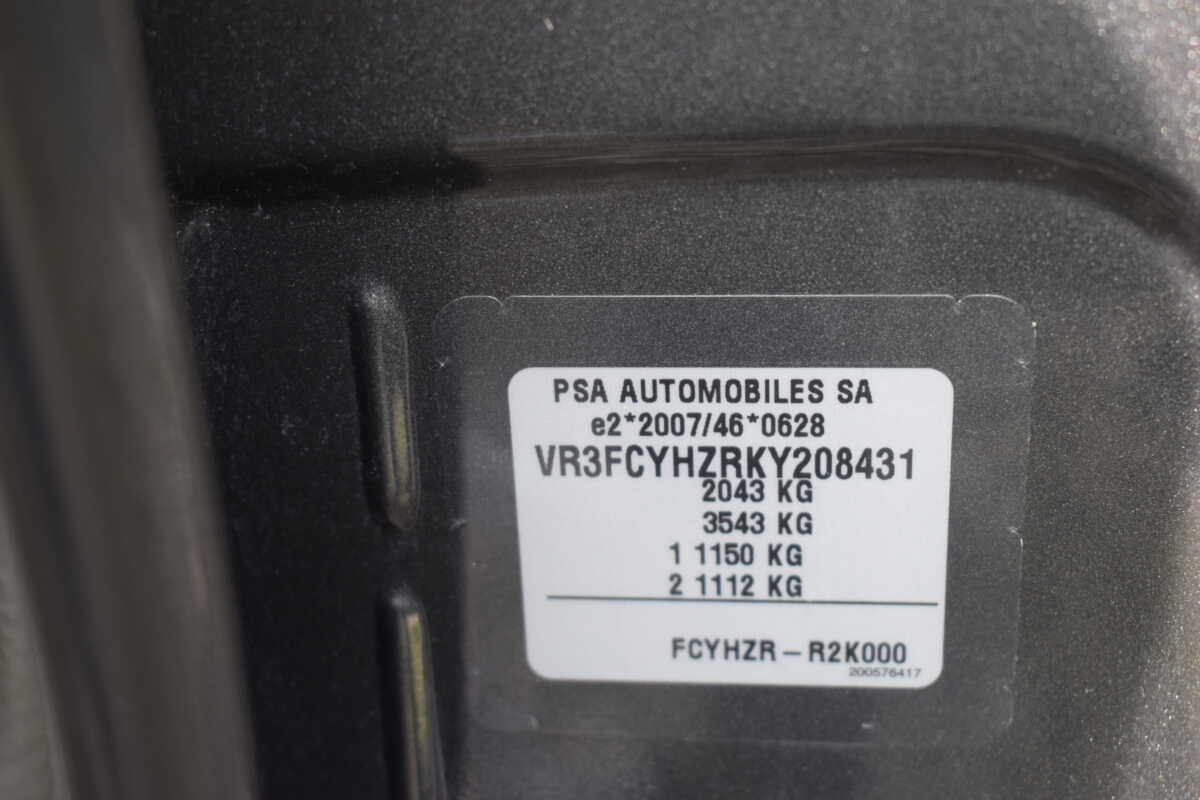 PSA AUTOMOBILES SA
e2*2007/46*0628
VR3FCYHZRKY208431
2043 KG
3543 KG
1 1150 KG
2 1112 KG
FCYHZR – R2K000
200576417